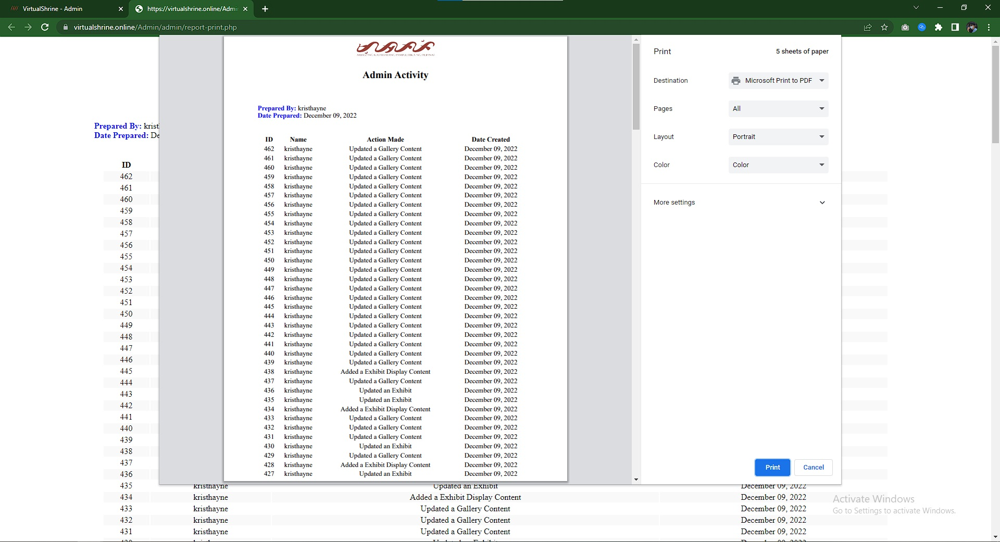 VirtualShrine - Admin
https://virtualshrine.online/Admi
virtualshrine.online/Admin/admin/report-print.php
MUSEO NG KASAYSAYANG PAMPULITIKA NG PILIPINAS
Admin Activity
Prepared By: kristhayne
Date Prepared: December 09, 2022
ID Name Action Made Date Created
462 kristhayne Updated a Gallery Content December 09, 2022
461 kristhayne Updated a Gallery Content December 09, 2022
460 kristhayne Updated a Gallery Content December 09, 2022
459 kristhayne Updated a Gallery Content December 09, 2022
458 kristhayne Updated a Gallery Content December 09, 2022
457 kristhayne Updated a Gallery Content December 09, 2022
456 kristhayne Updated a Gallery Content December 09, 2022
455 kristhayne Updated a Gallery Content December 09, 2022
454 kristhayne Updated a Gallery Content December 09, 2022
453 kristhayne Updated a Gallery Content December 09, 2022
452 kristhayne Updated a Gallery Content December 09, 2022
451 kristhayne Updated a Gallery Content December 09, 2022
450 kristhayne Updated a Gallery Content December 09, 2022
449 kristhayne Updated a Gallery Content December 09, 2022
448 kristhayne Updated a Gallery Content December 09, 2022
447 kristhayne Updated a Gallery Content December 09, 2022
446 kristhayne Updated a Gallery Content December 09, 2022
445 kristhayne Updated a Gallery Content December 09, 2022
444 kristhayne Updated a Gallery Content December 09, 2022
443 kristhayne Updated a Gallery Content December 09, 2022
442 kristhayne Updated a Gallery Content December 09, 2022
441 kristhayne Updated a Gallery Content December 09, 2022
440 kristhayne Updated a Gallery Content December 09, 2022
439 kristhayne Updated a Gallery Content December 09, 2022
438 kristhayne Added a Exhibit Display Content December 09, 2022
437 kristhayne Updated a Gallery Content December 09, 2022
436 kristhayne Updated an Exhibit December 09, 2022
435 kristhayne Updated an Exhibit December 09, 2022
434 kristhayne Added a Exhibit Display Content December 09, 2022
433 kristhayne Updated a Gallery Content December 09, 2022
432 kristhayne Updated a Gallery Content December 09, 2022
431 kristhayne Updated a Gallery Content December 09, 2022
430 kristhayne Updated an Exhibit December 09, 2022
429 kristhayne Updated a Gallery Content December 09, 2022
428 kristhayne Added a Exhibit Display Content December 09, 2022
427 kristhayne Updated an Exhibit December 09, 2022
Print 5 sheets of paper
Destination Microsoft Print to PDF
Pages All
Layout Portrait
Color Color
More settings
Print Cancel
Prepared By: krist
Date Prepared: De
ID
462
461
460
459
458
457
456
455
454
453
452
451
450
449
448
447
446
445
444
443
442
441
440
439
438
437
436
435 kristhayne Updated an Exhibit December 09, 2022
434 kristhayne Added a Exhibit Display Content December 09, 2022
433 kristhayne Updated a Gallery Content December 09, 2022
432 kristhayne Updated a Gallery Content December 09, 2022
431 kristhayne Updated a Gallery Content December 09, 2022
Activate Windows
Go to Settings to activate Windows.